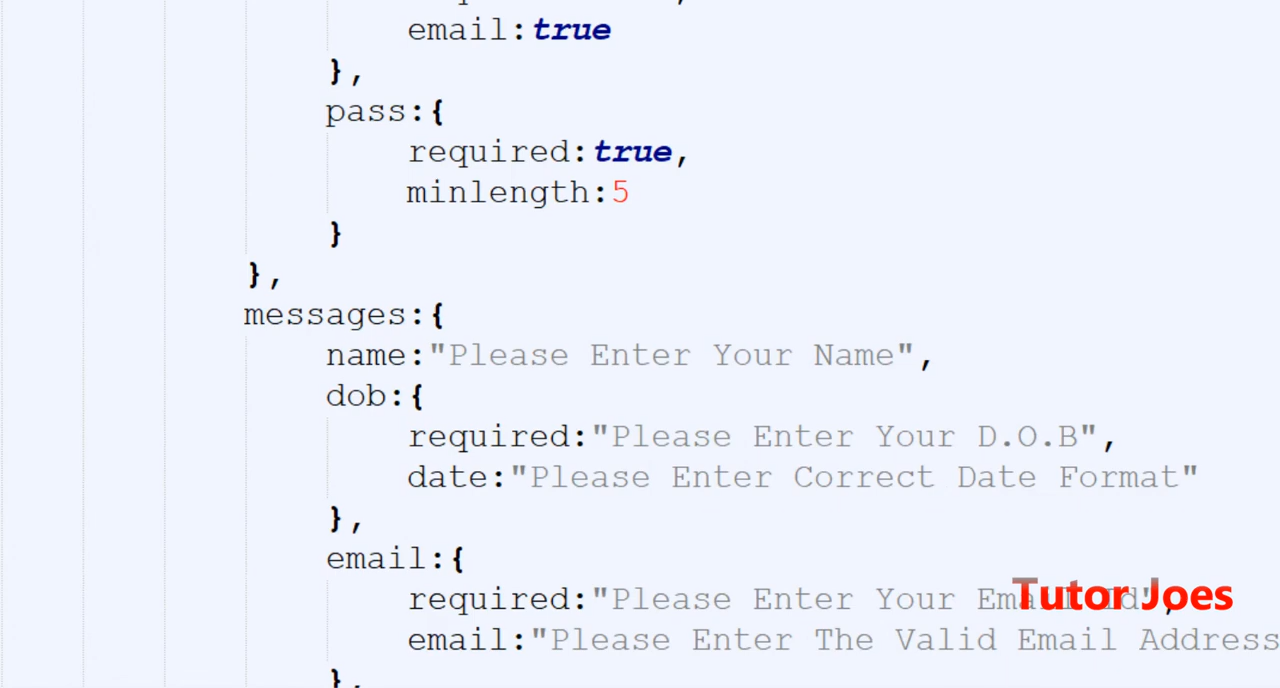 email:true
},
pass:{
required:true,
minlength:5
}
},
messages:{
name:"Please Enter Your Name",
dob:{
required:"Please Enter Your D.O.B",
date:"Please Enter Correct Date Format"
},
email:{
required:"Please Enter Your Email Id",
email:"Please Enter The Valid Email Address
},
Tutor Joes